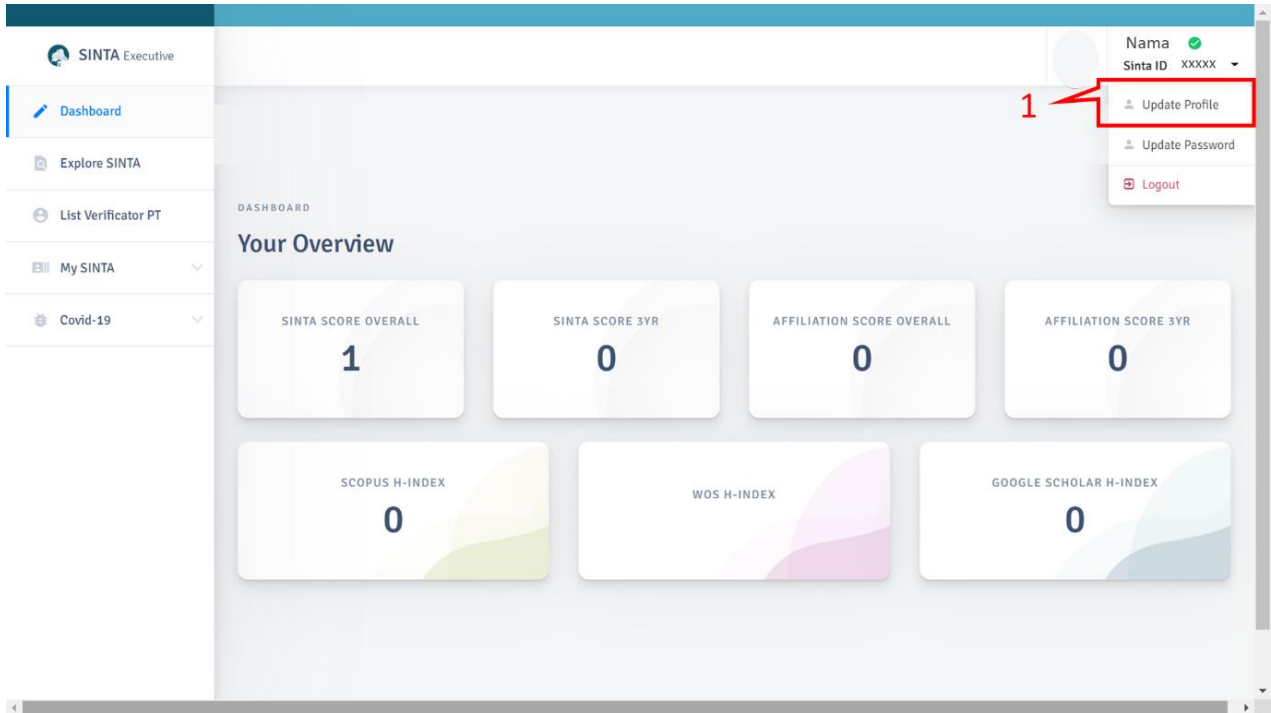 SINTA Executive
Nama
Sinta ID XXXXX
1
Update Profile
Update Password
Logout
Dashboard
Explore SINTA
List Verificator PT
My SINTA
Covid-19
DASHBOARD
Your Overview
SINTA SCORE OVERALL
1
SINTA SCORE 3YR
0
AFFILIATION SCORE OVERALL
0
AFFILIATION SCORE 3YR
0
SCOPUS H-INDEX
0
WOS H-INDEX
GOOGLE SCHOLAR H-INDEX
0